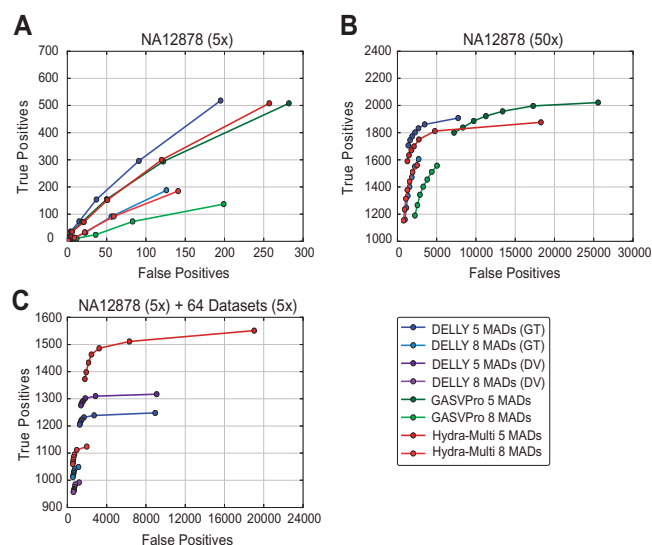 A
NA12878 (5x)
True Positives
700
600
500
400
300
200
100
0
0 50 100 150 200 250 300
False Positives
B
NA12878 (50x)
True Positives
2400
2200
2000
1800
1600
1400
1200
1000
0 5000 10000 15000 20000 25000 30000
False Positives
C
NA12878 (5x) + 64 Datasets (5x)
True Positives
1600
1500
1400
1300
1200
1100
1000
900
0 4000 8000 12000 16000 20000 24000
False Positives
DELLY 5 MADs (GT)
DELLY 8 MADs (GT)
DELLY 5 MADs (DV)
DELLY 8 MADs (DV)
GASVPro 5 MADs
GASVPro 8 MADs
Hydra-Multi 5 MADs
Hydra-Multi 8 MADs